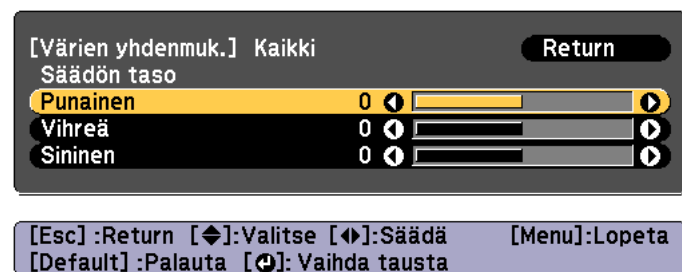 [Värien yhdenmuk.] Kaikki Return
Säädön taso
Punainen 0
Vihreä 0
Sininen 0
[Esc] :Return [◆]:Valitse [◆]:Säädä [Menu]:Lopeta
[Default] :Palauta [⏎]: Vaihda tausta